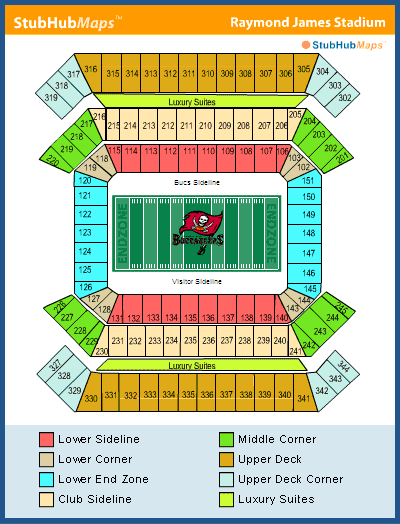 StubHubMaps™ Raymond James Stadium
StubHubMaps™
316 315 314 313 312 311 310 309 308 307 306 305
317 318 319
304 303 302
Luxury Suites
216 215 214 213 212 211 210 209 208 207 206 205
217 218 219 220
204 203 202 201
115 114 113 112 111 110 109 108 107 106
118 119
103 102
Bucs Sideline
120 121 122 123 124 125 126
151 150 149 148 147 146 145
ENDZONE
BUCCANEERS
ENDZONE
Visitor Sideline
127 128
131 132 133 134 135 136 137 138 139 140
226 227 228 229
245 244 243 242
230 231 232 233 234 235 236 237 238 239 240 241
Luxury Suites
327 328 329
344 343 342
330 331 332 333 334 335 336 337 338 339 340 341
Lower Sideline
Lower Corner
Lower End Zone
Club Sideline
Middle Corner
Upper Deck
Upper Deck Corner
Luxury Suites